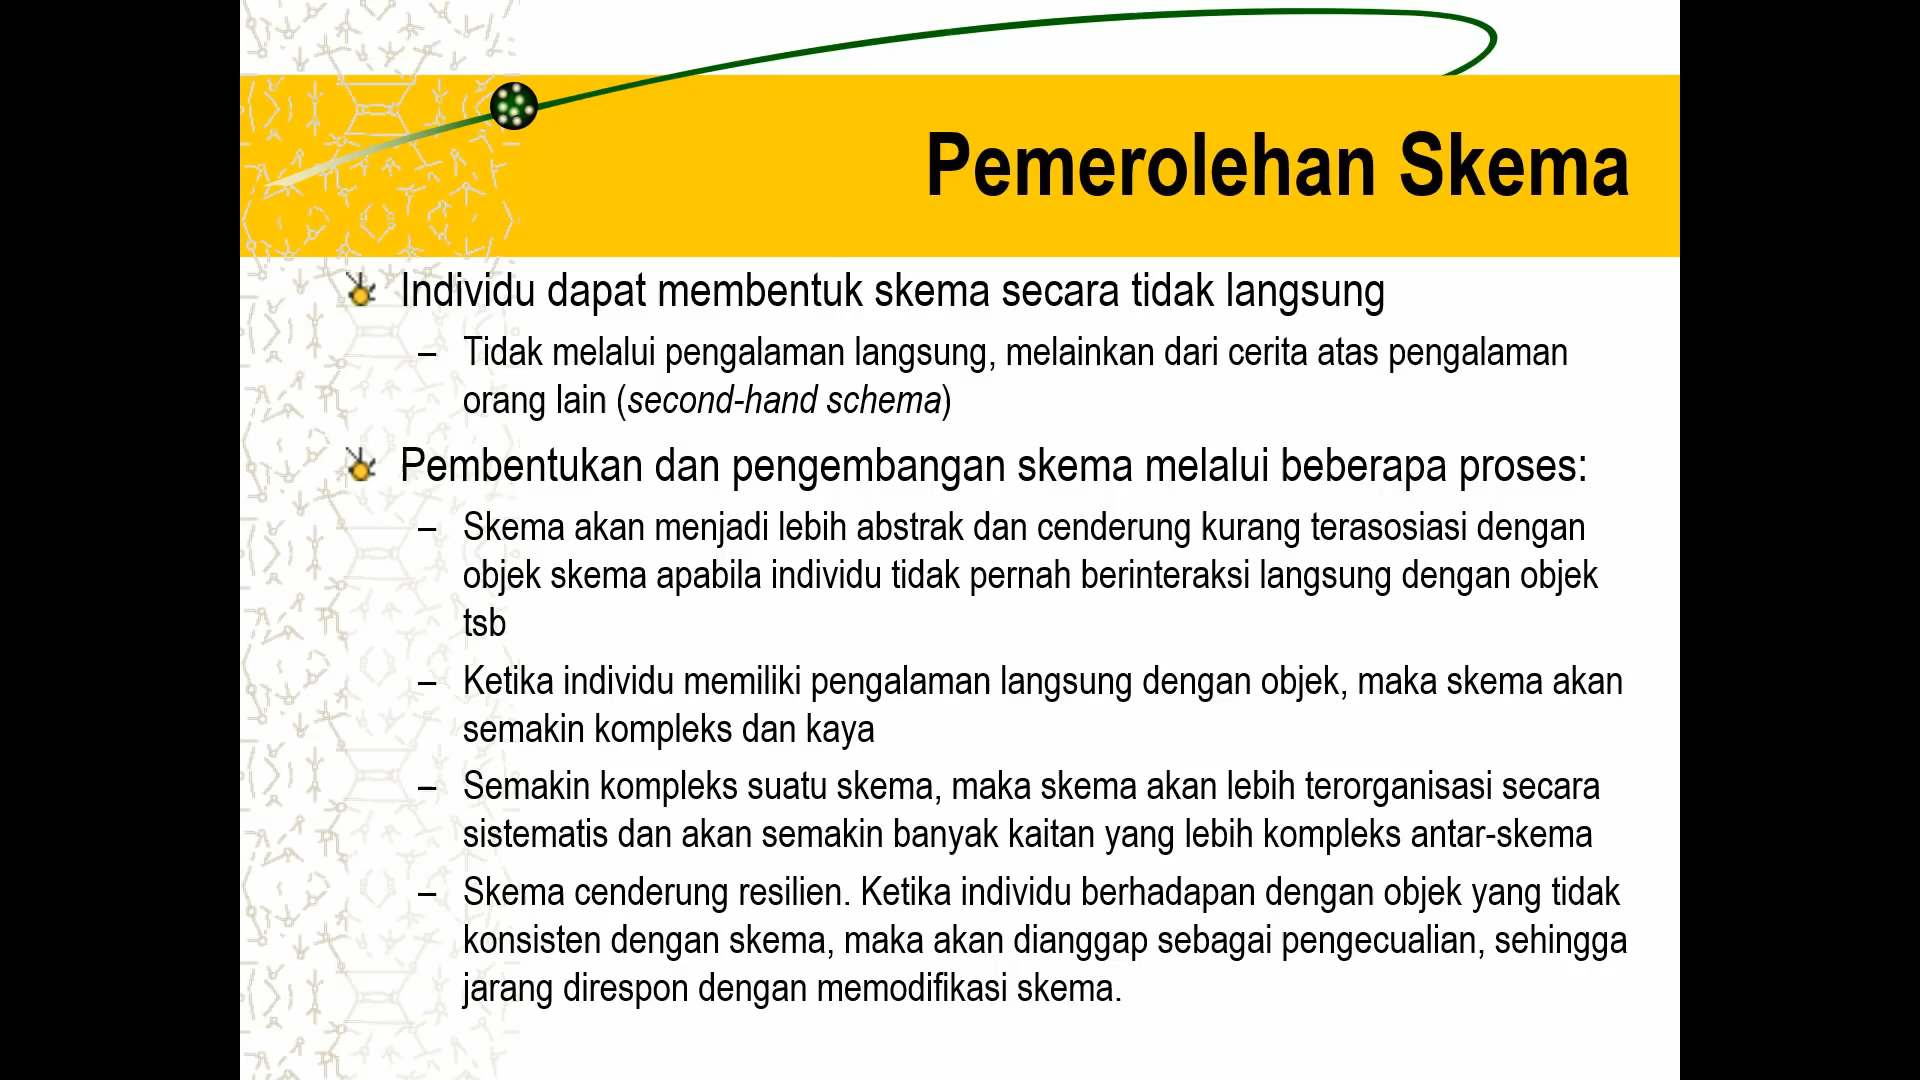 Pemerolehan Skema
Individu dapat membentuk skema secara tidak langsung
– Tidak melalui pengalaman langsung, melainkan dari cerita atas pengalaman
orang lain (second-hand schema)
Pembentukan dan pengembangan skema melalui beberapa proses:
– Skema akan menjadi lebih abstrak dan cenderung kurang terasosiasi dengan
objek skema apabila individu tidak pernah berinteraksi langsung dengan objek
tsb
– Ketika individu memiliki pengalaman langsung dengan objek, maka skema akan
semakin kompleks dan kaya
– Semakin kompleks suatu skema, maka skema akan lebih terorganisasi secara
sistematis dan akan semakin banyak kaitan yang lebih kompleks antar-skema
– Skema cenderung resilien. Ketika individu berhadapan dengan objek yang tidak
konsisten dengan skema, maka akan dianggap sebagai pengecualian, sehingga
jarang direspon dengan memodifikasi skema.